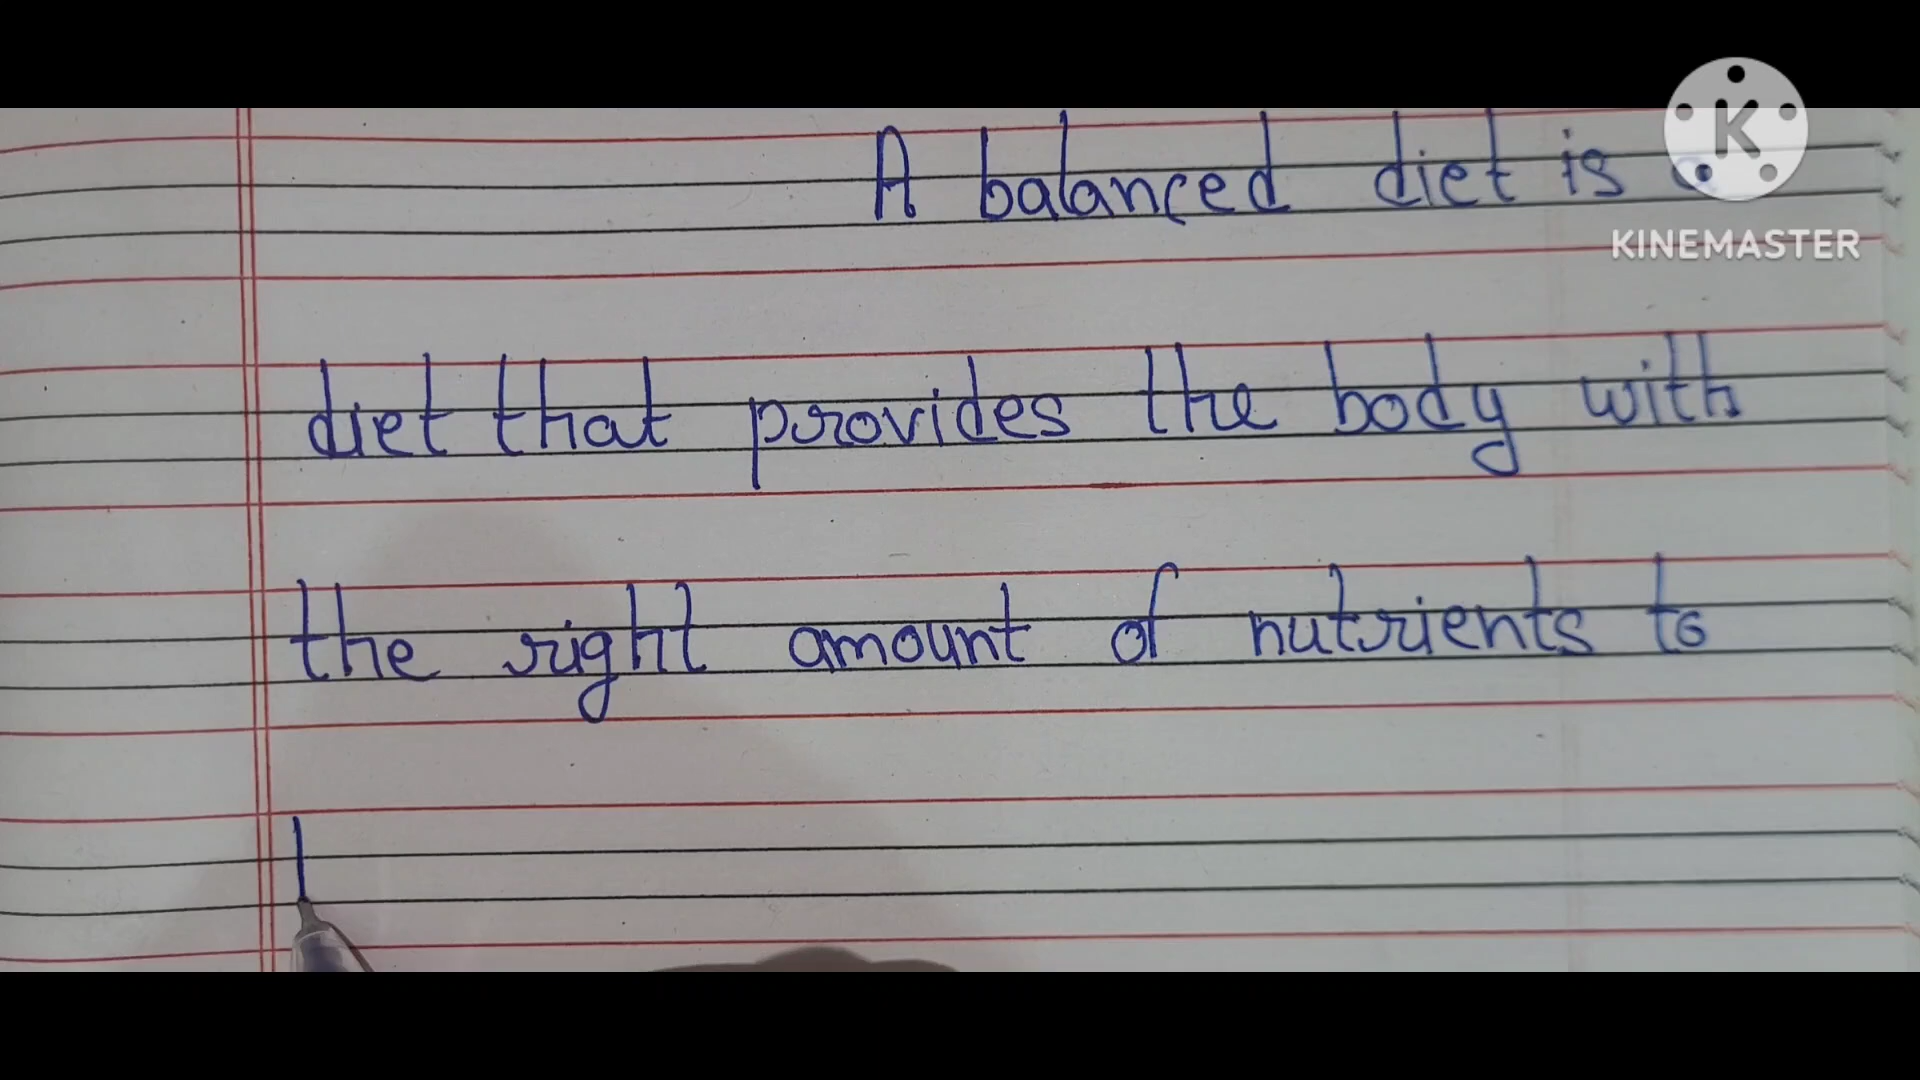 A balanced diet is a
KINEMASTER
diet that provides the body with
the right amount of nutrients to